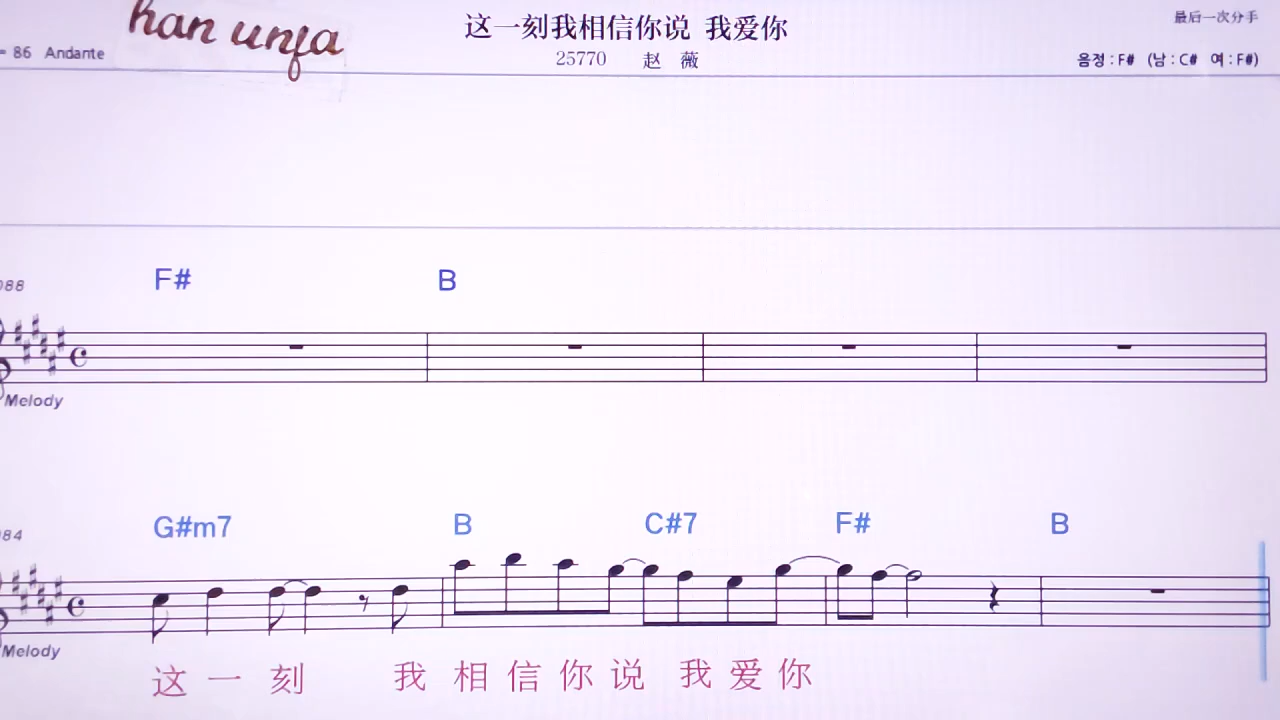 han unja
这一刻我相信你说 我爱你
最后一次分手
= 86 Andante
25770 赵 薇
음정 : F# (남 : C# 여 : F#)
088
F# B
Melody
084
G#m7 B C#7 F# B
Melody
这 一 刻 我 相 信 你 说 我 爱 你